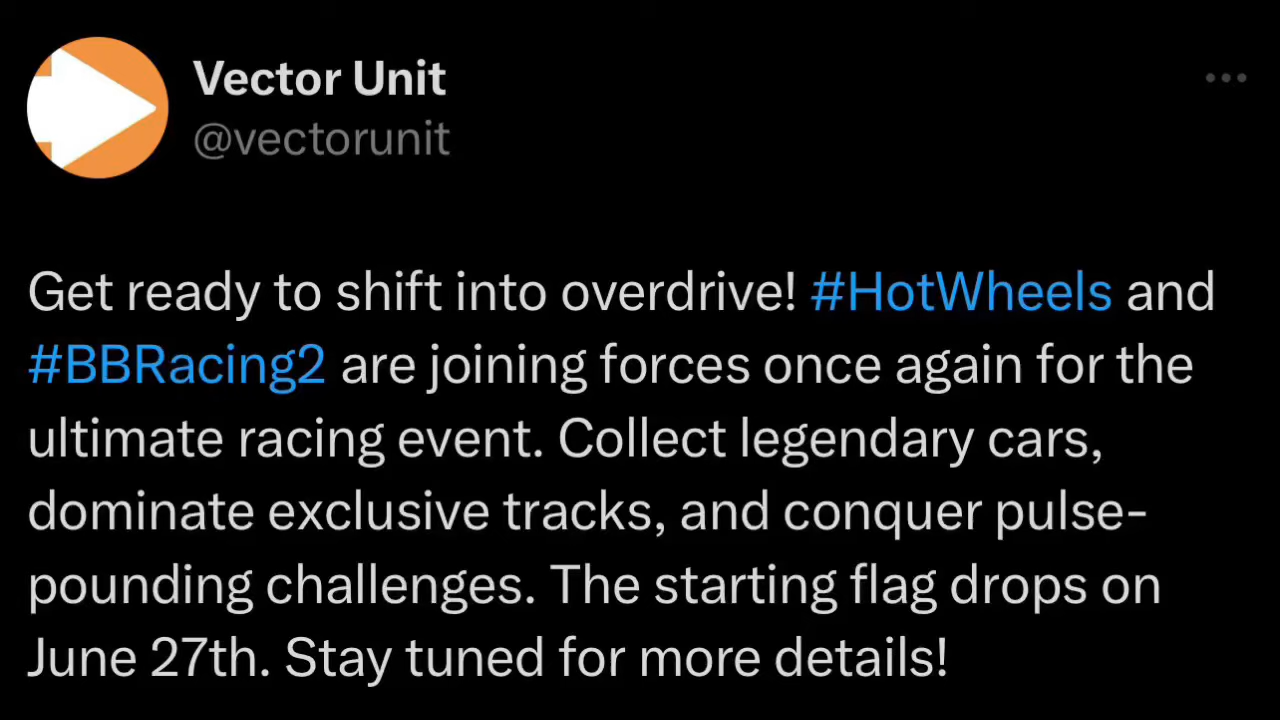 Vector Unit
@vectorunit
Get ready to shift into overdrive! #HotWheels and
#BBRacing2 are joining forces once again for the
ultimate racing event. Collect legendary cars,
dominate exclusive tracks, and conquer pulse-
pounding challenges. The starting flag drops on
June 27th. Stay tuned for more details!